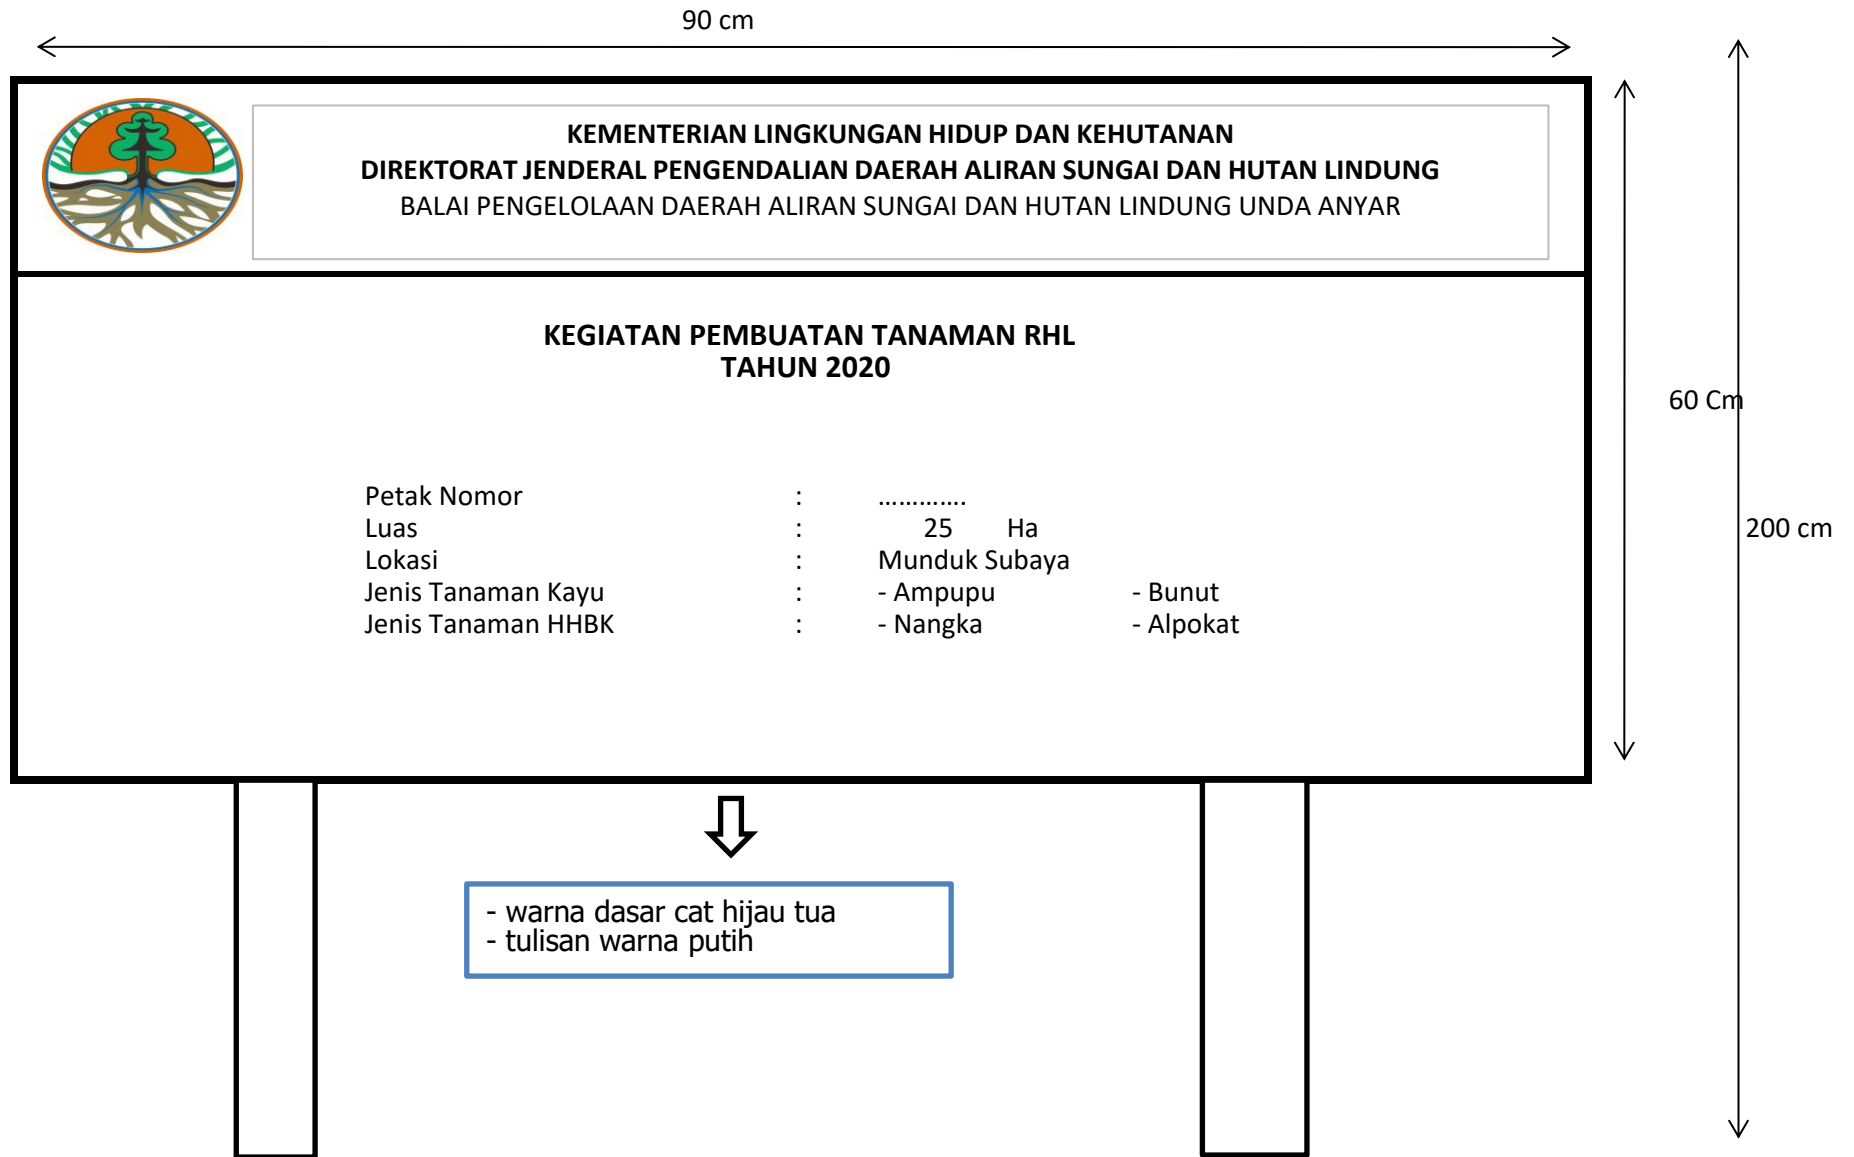 90 cm
KEMENTERIAN LINGKUNGAN HIDUP DAN KEHUTANAN
DIREKTORAT JENDERAL PENGENDALIAN DAERAH ALIRAN SUNGAI DAN HUTAN LINDUNG
BALAI PENGELOLAAN DAERAH ALIRAN SUNGAI DAN HUTAN LINDUNG UNDA ANYAR
KEGIATAN PEMBUATAN TANAMAN RHL
TAHUN 2020
60 Cm
Petak Nomor : ………….
Luas : 25 Ha
200 cm
Lokasi : Munduk Subaya
Jenis Tanaman Kayu : - Ampupu - Bunut
Jenis Tanaman HHBK : - Nangka - Alpokat
- warna dasar cat hijau tua
- tulisan warna putih